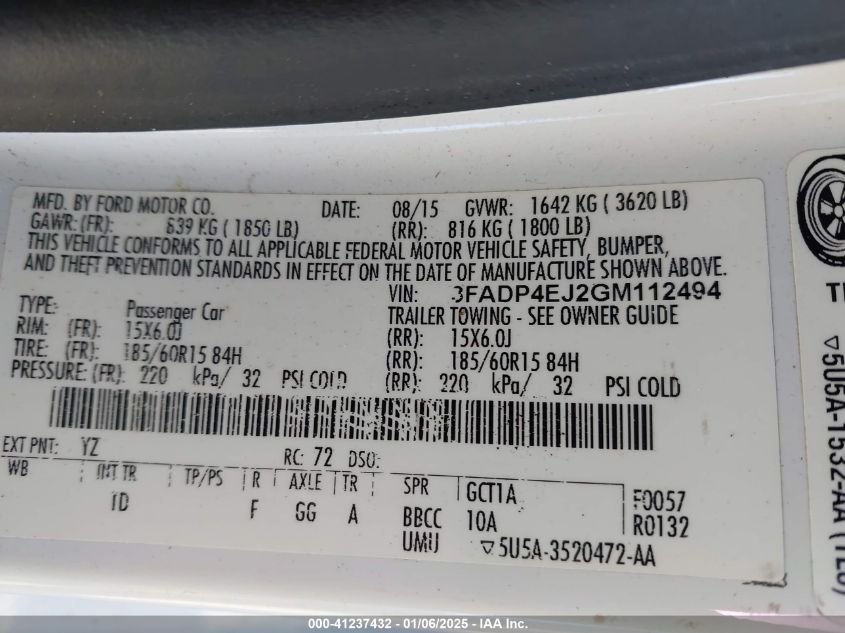 MFD. BY FORD MOTOR CO. DATE: 08/15 GVWR: 1642 KG ( 3620 LB)
GAWR: (FR): 839 KG ( 1850 LB) (RR): 816 KG ( 1800 LB)
THIS VEHICLE CONFORMS TO ALL APPLICABLE FEDERAL MOTOR VEHICLE SAFETY, BUMPER,
AND THEFT PREVENTION STANDARDS IN EFFECT ON THE DATE OF MANUFACTURE SHOWN ABOVE.
VIN: 3FADP4EJ2GM112494
TYPE: Passenger Car TRAILER TOWING - SEE OWNER GUIDE
RIM: (FR): 15X6.0J (RR): 15X6.0J
TIRE: (FR): 185/60R15 84H (RR): 185/60R15 84H
PRESSURE: (FR): 220 kPa/ 32 PSI COLD (RR): 220 kPa/ 32 PSI COLD
EXT PNT: YZ RC: 72 DSO:
WB INT TR TP/PS R AXLE TR SPR GCT1A F0057
ID F GG A BBCC 10A R0132
UMU ▽5U5A-3520472-AA
▽5U5A-1532-AA
000-41237432 - 01/06/2025 - © IAA, Inc.